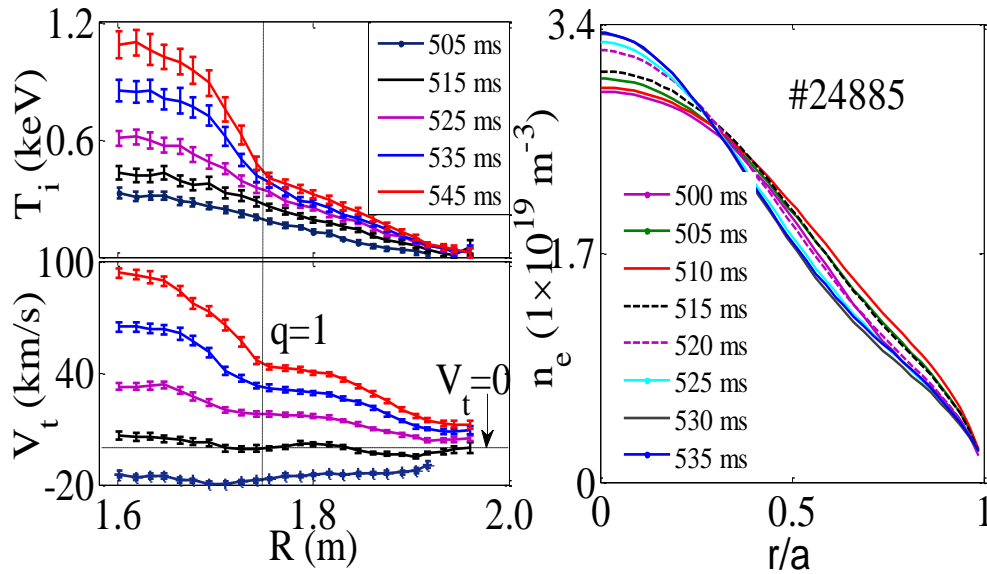 T_i (keV)
1.2
0.6
505 ms
515 ms
525 ms
535 ms
545 ms
V_t (km/s)
100
40
-20
q=1
V_t=0
1.6
1.8
2.0
R (m)
n_e (1×10^19 m^-3)
3.4
1.7
0
#24885
500 ms
505 ms
510 ms
515 ms
520 ms
525 ms
530 ms
535 ms
0
0.5
1
r/a